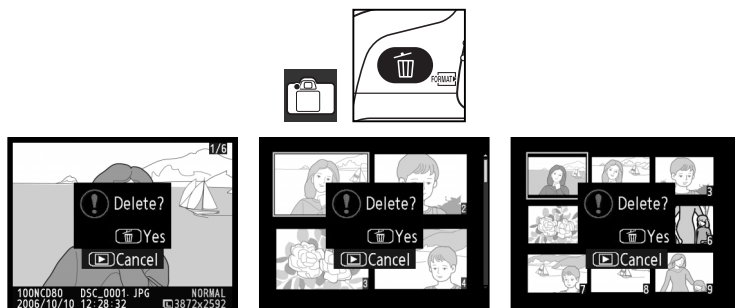 FORMAT
1/6
Delete?
Yes
Cancel
100NCD80 DSC_0001. JPG NORMAL
2006/10/10 12:28:32 L 3872x2592
2
Delete?
Yes
Cancel
3
4
3
Delete?
Yes
6
Cancel
7
8
9